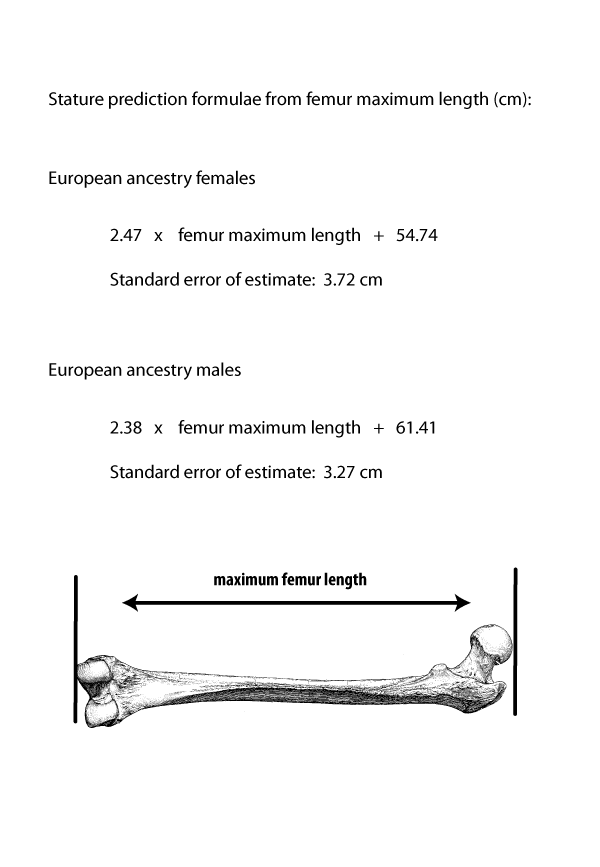 Stature prediction formulae from femur maximum length (cm):
European ancestry females
2.47 x femur maximum length + 54.74
Standard error of estimate: 3.72 cm
European ancestry males
2.38 x femur maximum length + 61.41
Standard error of estimate: 3.27 cm
maximum femur length